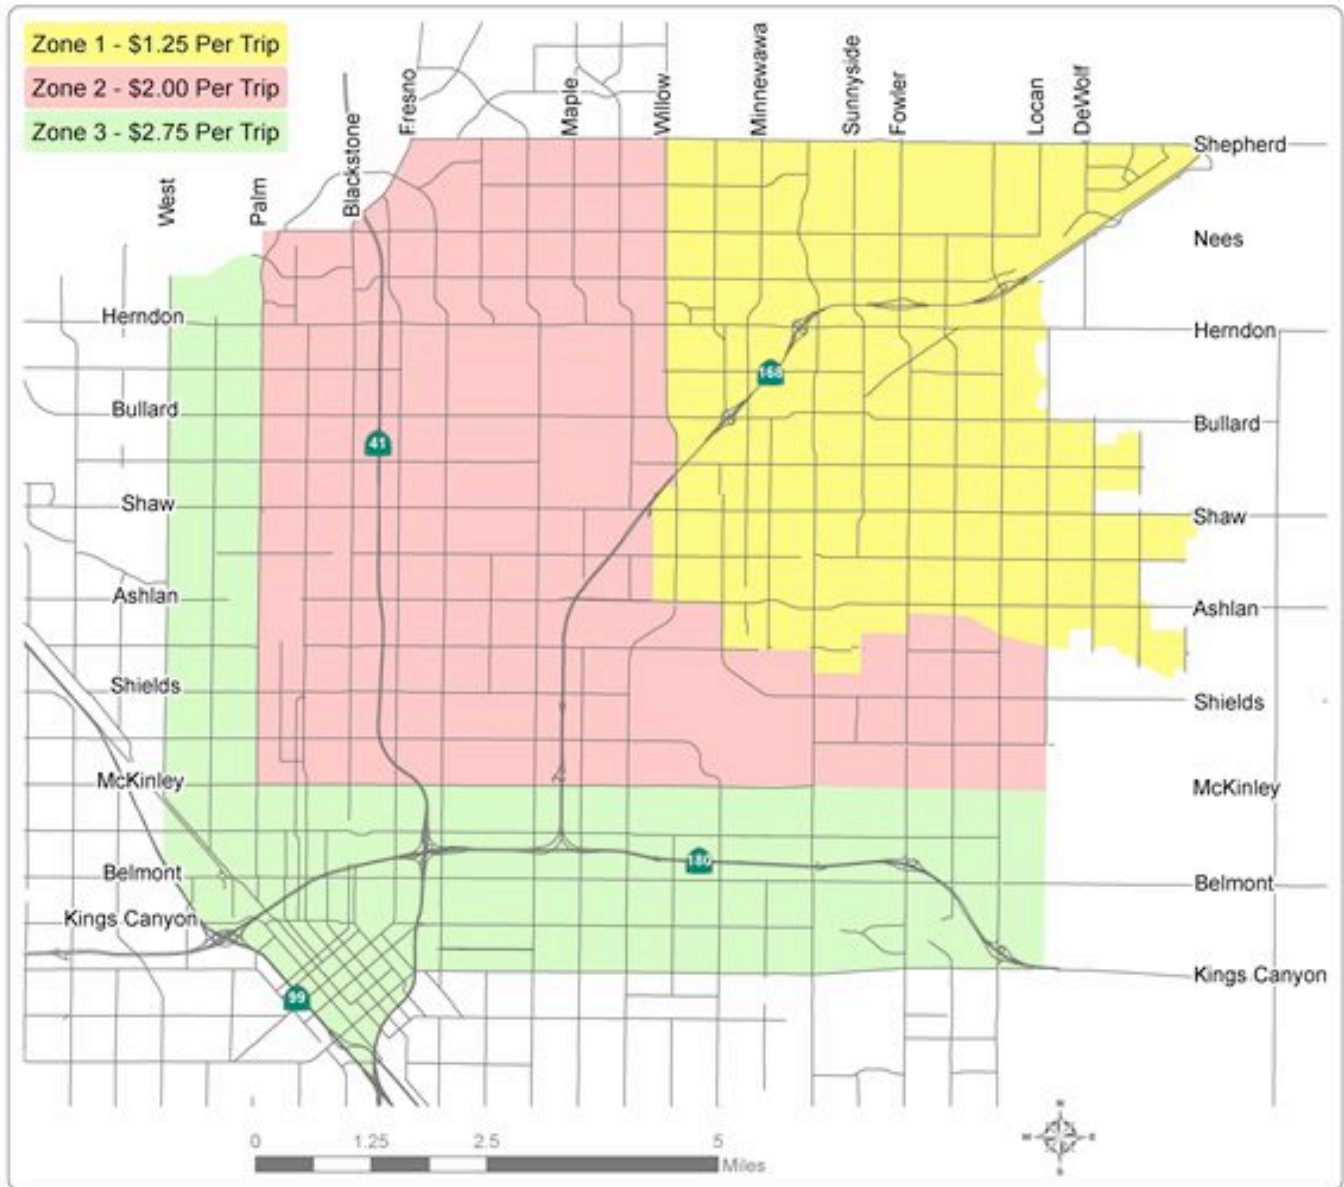 Zone 1 - $1.25 Per Trip
Zone 2 - $2.00 Per Trip
Zone 3 - $2.75 Per Trip
West
Palm
Blackstone
Fresno
Maple
Willow
Minnewawa
Sunnyside
Fowler
Locan
DeWolf
Shepherd
Nees
Herndon
Herndon
168
Bullard
Bullard
41
Shaw
Shaw
Ashlan
Ashlan
Shields
Shields
McKinley
McKinley
180
Belmont
Belmont
Kings Canyon
Kings Canyon
99
0 1.25 2.5 5
Miles
N
W E
S